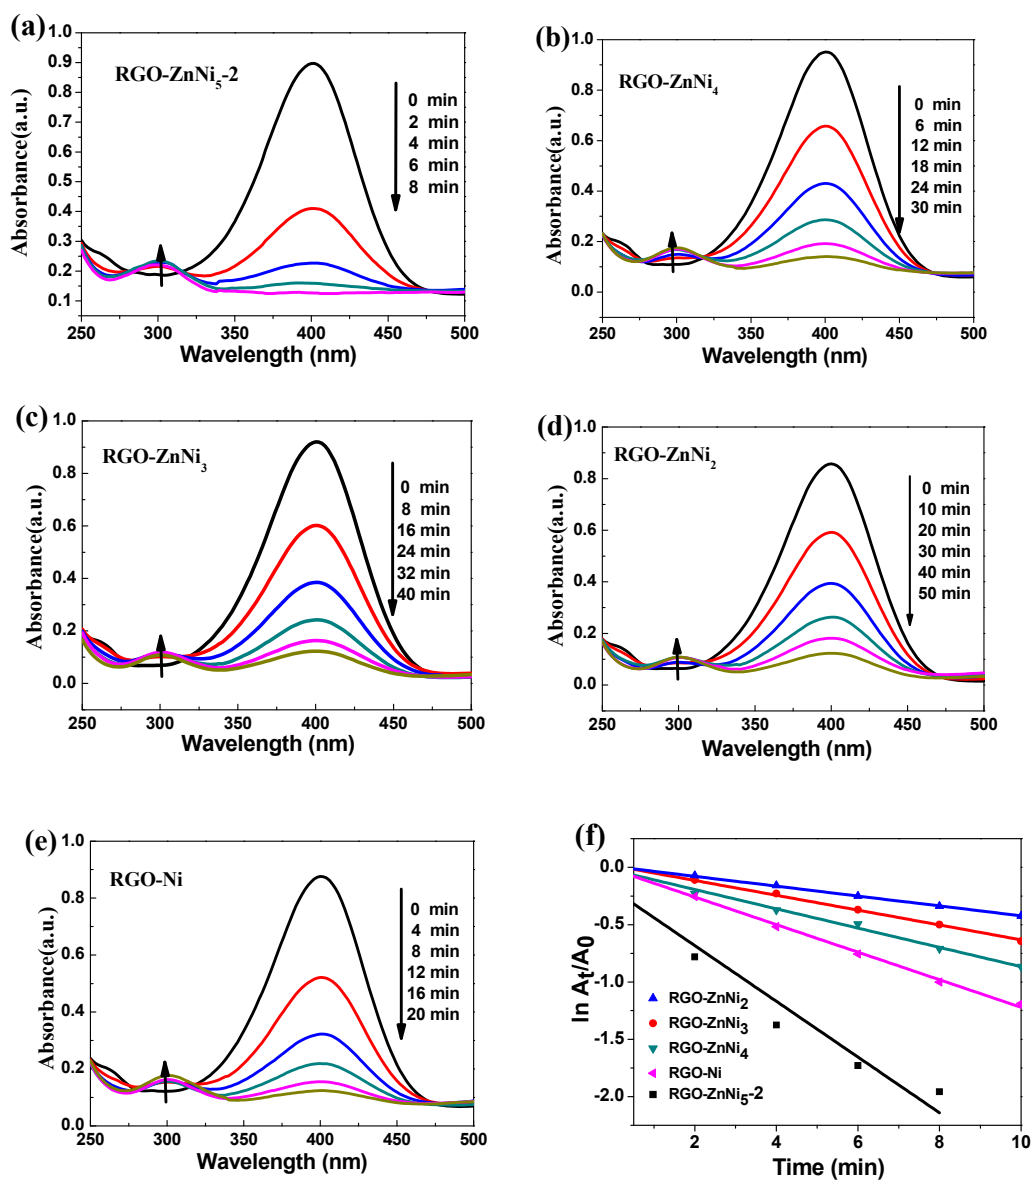 (a)
RGO-ZnNi5-2
Absorbance(a.u.)
1.0
0.9
0.8
0.7
0.6
0.5
0.4
0.3
0.2
0.1
0 min
2 min
4 min
6 min
8 min
250 300 350 400 450 500
Wavelength (nm)
(b)
RGO-ZnNi4
Absorbance(a.u.)
1.0
0.8
0.6
0.4
0.2
0.0
0 min
6 min
12 min
18 min
24 min
30 min
250 300 350 400 450 500
Wavelength (nm)
(c)
RGO-ZnNi3
Absorbance(a.u.)
1.0
0.8
0.6
0.4
0.2
0.0
0 min
8 min
16 min
24 min
32 min
40 min
250 300 350 400 450 500
Wavelength (nm)
(d)
RGO-ZnNi2
Absorbance(a.u.)
1.0
0.8
0.6
0.4
0.2
0.0
0 min
10 min
20 min
30 min
40 min
50 min
250 300 350 400 450 500
Wavelength (nm)
(e)
RGO-Ni
Absorbance(a.u.)
1.0
0.8
0.6
0.4
0.2
0.0
0 min
4 min
8 min
12 min
16 min
20 min
250 300 350 400 450 500
Wavelength (nm)
(f)
ln At/A0
0.0
-0.5
-1.0
-1.5
-2.0
RGO-ZnNi2
RGO-ZnNi3
RGO-ZnNi4
RGO-Ni
RGO-ZnNi5-2
2 4 6 8 10
Time (min)